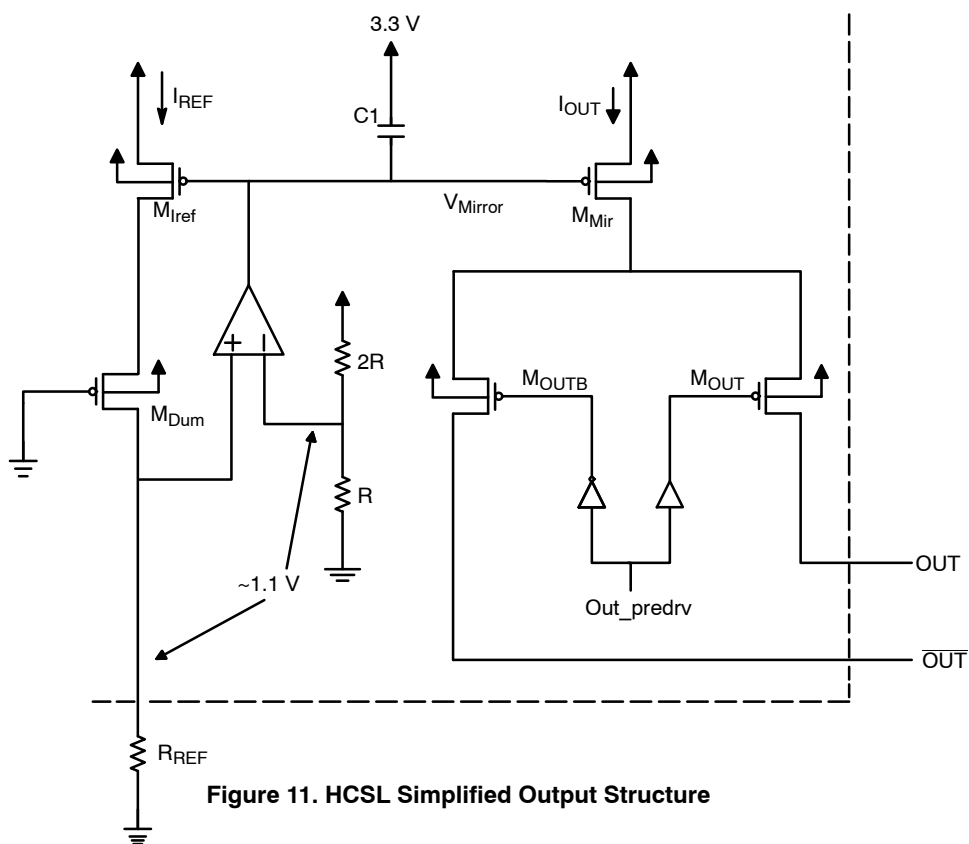 3.3 V
I_REF
C1
I_OUT
M_Iref
V_Mirror
M_Mir
+
−
2R
M_OUTB
M_OUT
M_Dum
R
~1.1 V
Out_predrv
OUT
O̅U̅T̅
R_REF
Figure 11. HCSL Simplified Output Structure